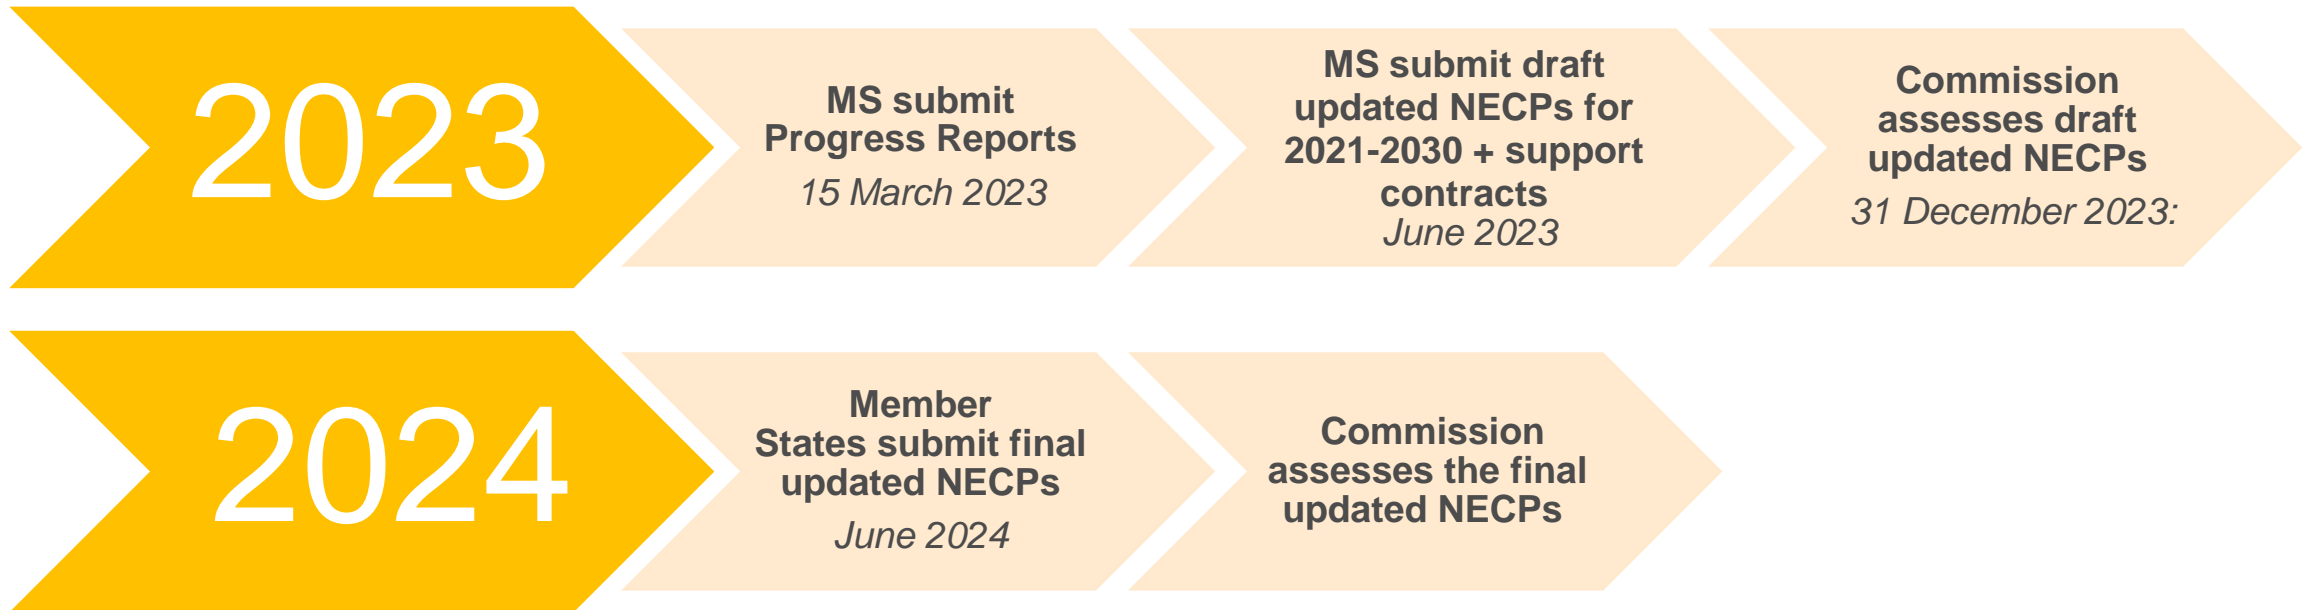 2023
MS submit
Progress Reports
15 March 2023
MS submit draft
updated NECPs for
2021-2030 + support
contracts
June 2023
Commission
assesses draft
updated NECPs
31 December 2023:
2024
Member
States submit final
updated NECPs
June 2024
Commission
assesses the final
updated NECPs